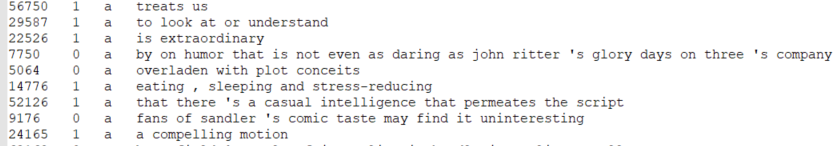 56750 1 a treats us
29587 1 a to look at or understand
22526 1 a is extraordinary
7750 0 a by on humor that is not even as daring as john ritter 's glory days on three 's company
5064 0 a overladen with plot conceits
14776 1 a eating , sleeping and stress-reducing
52126 1 a that there 's a casual intelligence that permeates the script
9176 0 a fans of sandler 's comic taste may find it uninteresting
24165 1 a a compelling motion